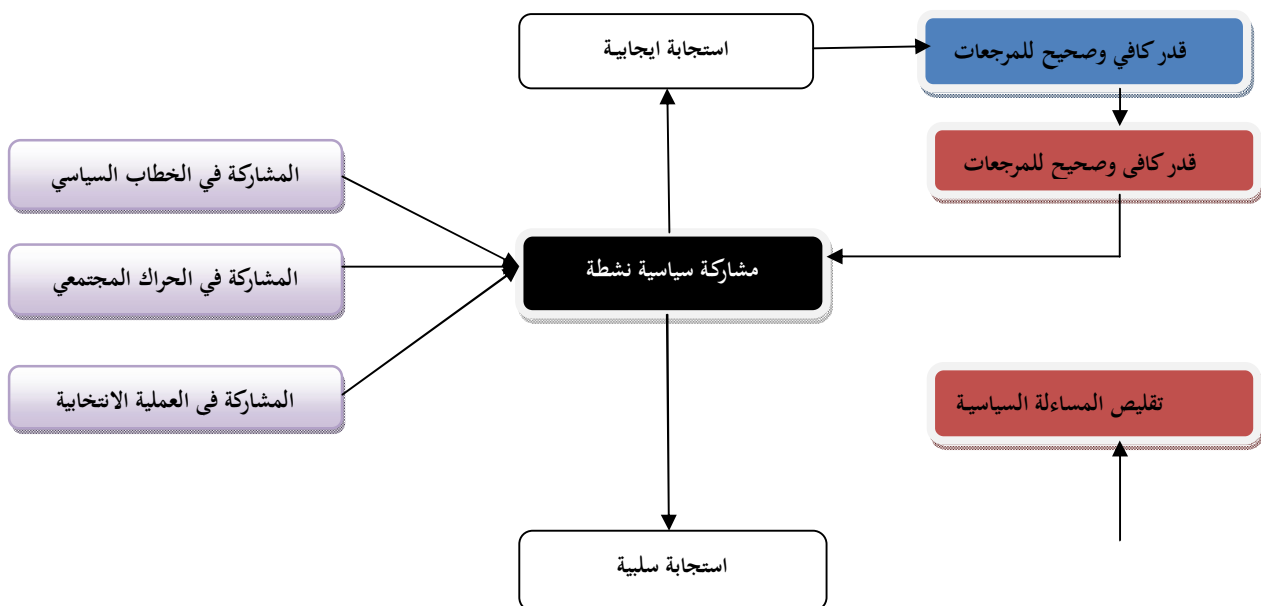 استجابة ايجابية
قدر كافي وصحيح للمرجعات
قدر كافى وصحيح للمرجعات
المشاركة في الخطاب السياسي
مشاركة سياسية نشطة
المشاركة في الحراك المجتمعي
المشاركة فى العملية الانتخابية
تقليص المساءلة السياسية
استجابة سلبية